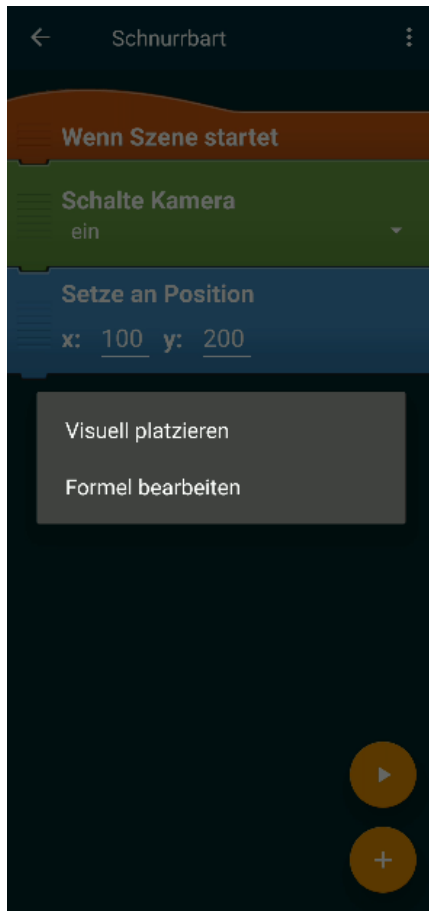 Schnurrbart
Wenn Szene startet
Schalte Kamera
ein
Setze an Position
x: 100 y: 200
Visuell platzieren
Formel bearbeiten